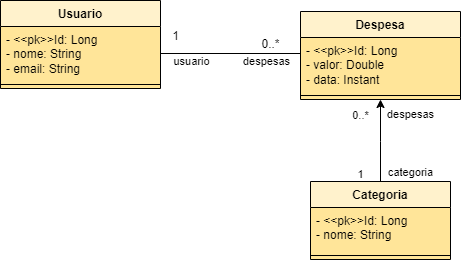 Usuario
- <<pk>>Id: Long
- nome: String
- email: String
1
usuario
0..*
despesas
Despesa
- <<pk>>Id: Long
- valor: Double
- data: Instant
0..*
despesas
1
categoria
Categoria
- <<pk>>Id: Long
- nome: String